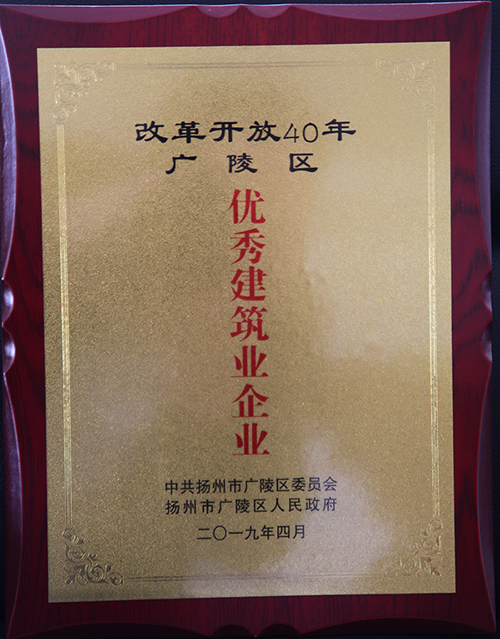 改革开放40年
广陵区
优秀建筑业企业
中共扬州市广陵区委员会
扬州市广陵区人民政府
二〇一九年四月